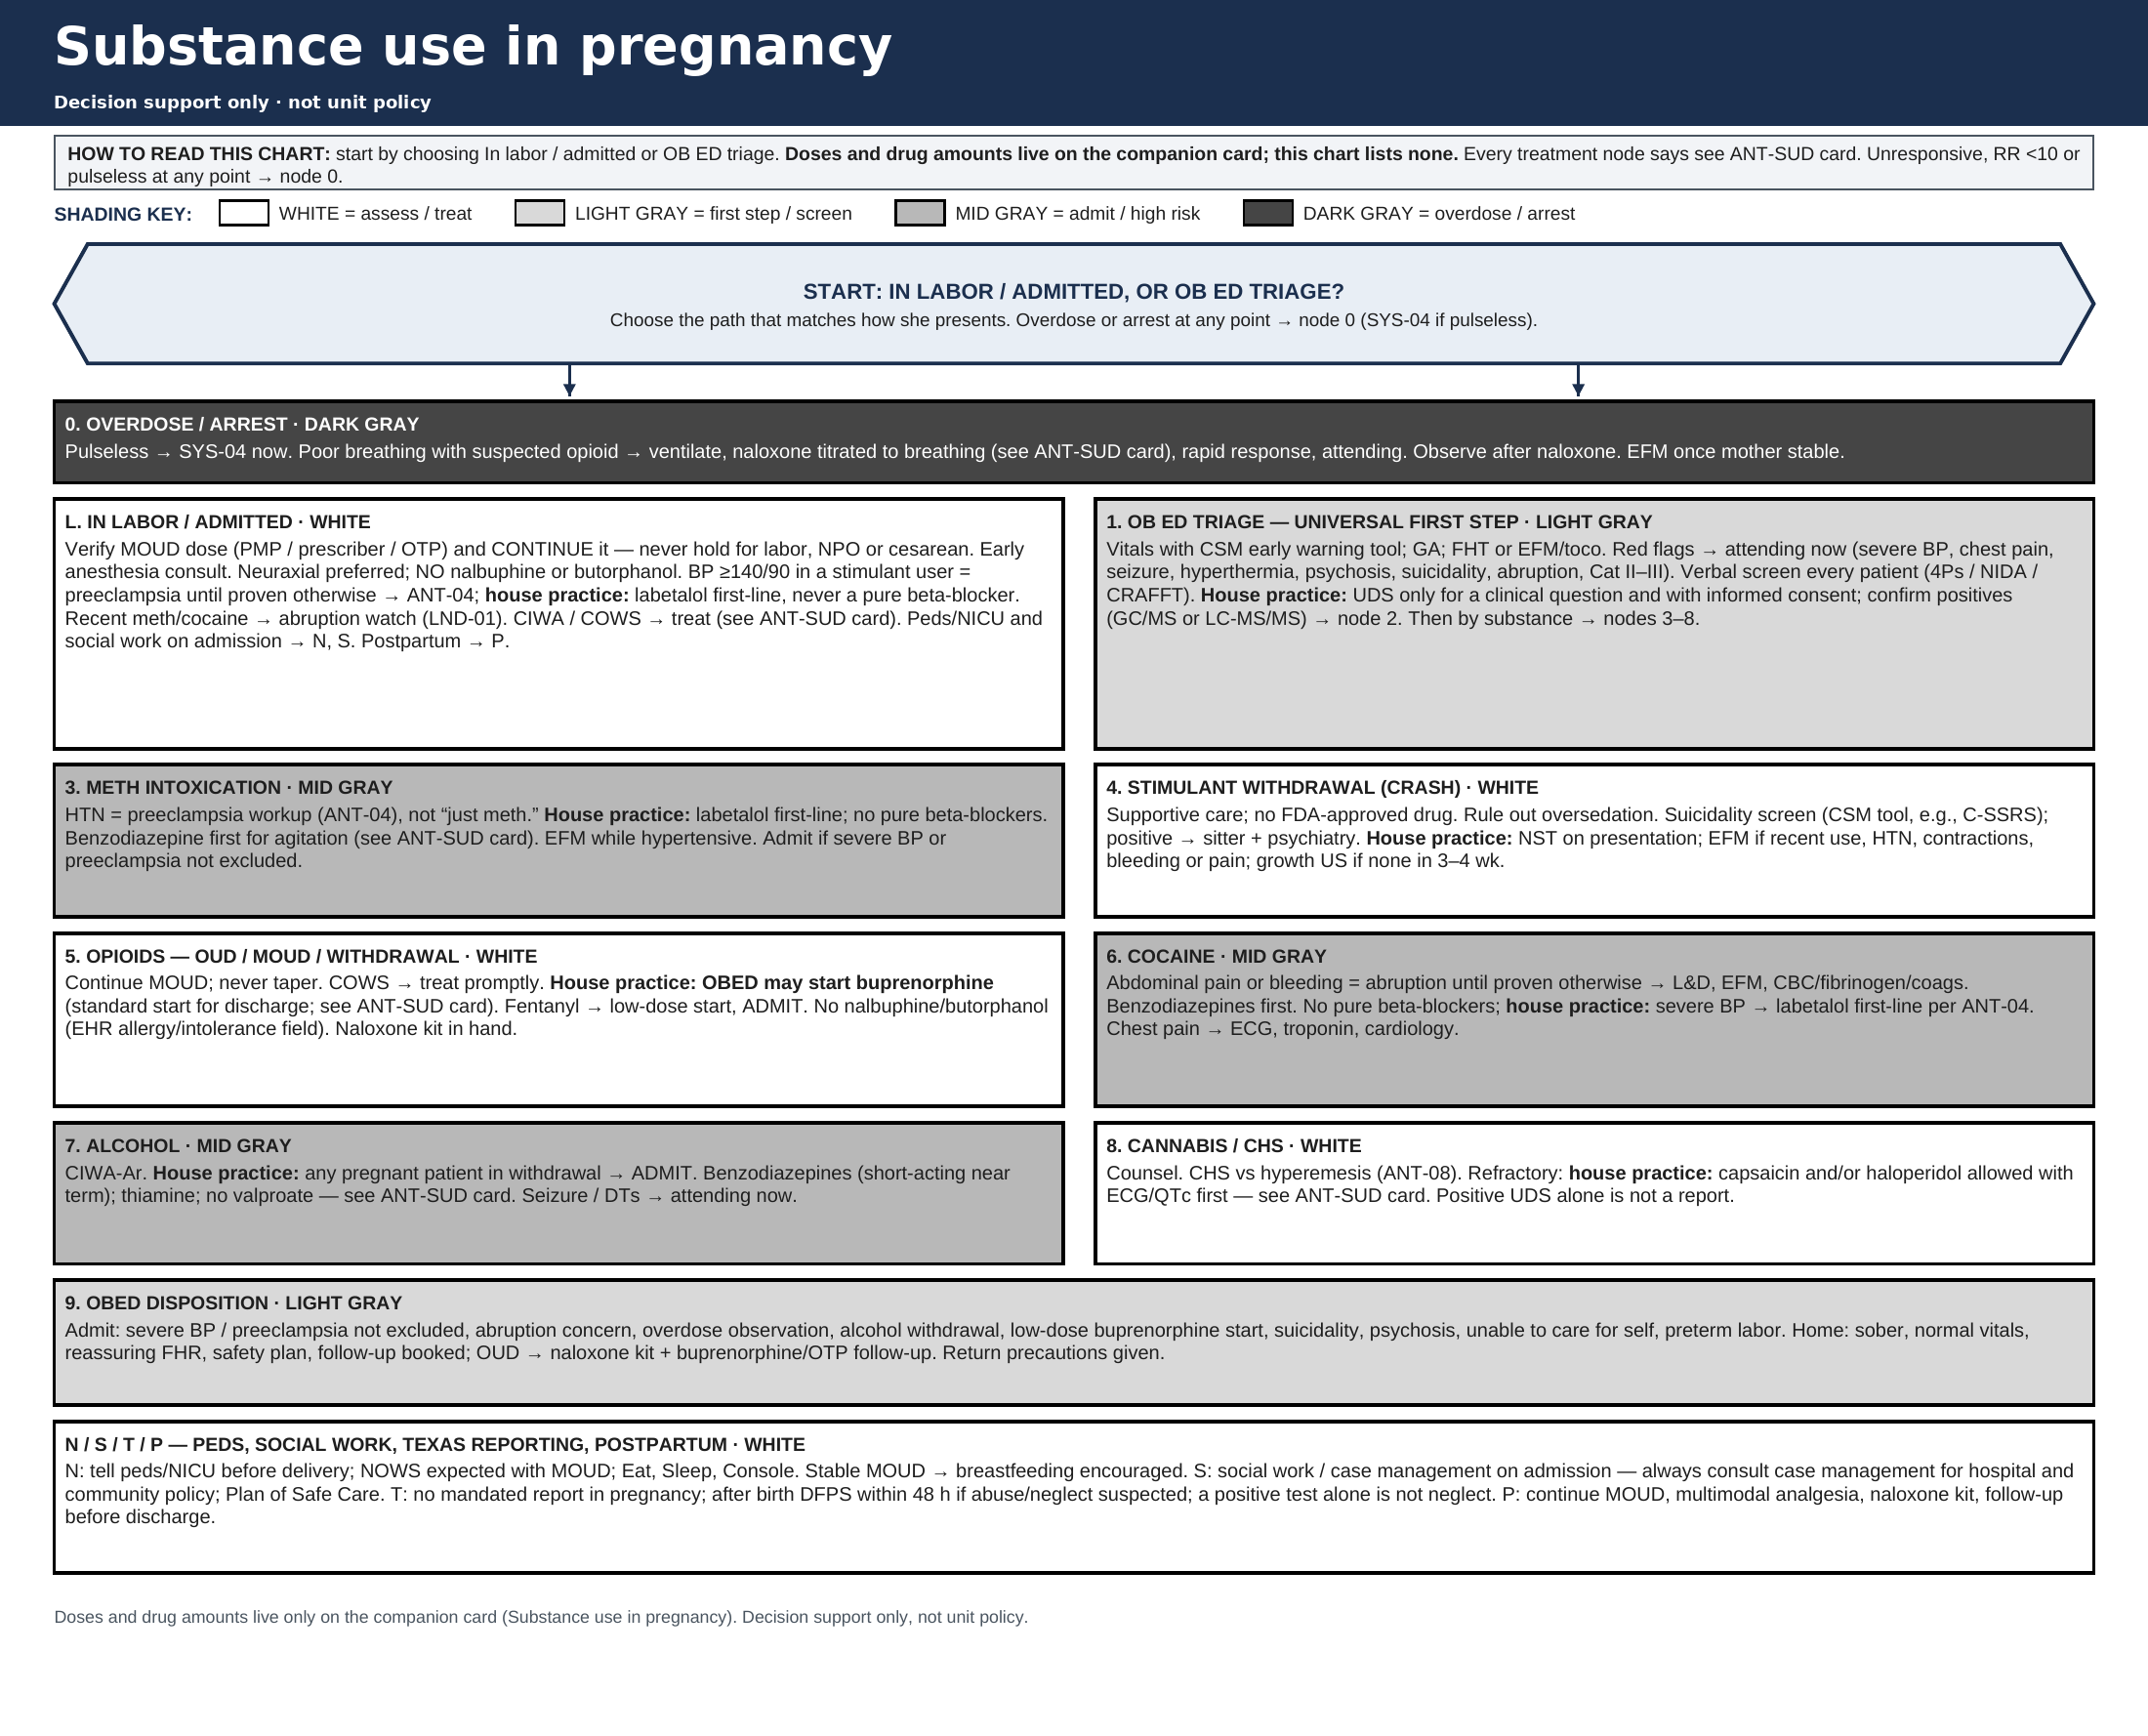 Substance use in pregnancy
Decision support only · not unit policy
HOW TO READ THIS CHART: start by choosing In labor / admitted or OB ED triage. Doses and drug amounts live on the companion card; this chart lists none. Every treatment node says see ANT-SUD card. Unresponsive, RR <10 or
pulseless at any point → node 0.
SHADING KEY: WHITE = assess / treat LIGHT GRAY = first step / screen MID GRAY = admit / high risk DARK GRAY = overdose / arrest
START: IN LABOR / ADMITTED, OR OB ED TRIAGE?
Choose the path that matches how she presents. Overdose or arrest at any point → node 0 (SYS-04 if pulseless).
0. OVERDOSE / ARREST · DARK GRAY
Pulseless → SYS-04 now. Poor breathing with suspected opioid → ventilate, naloxone titrated to breathing (see ANT-SUD card), rapid response, attending. Observe after naloxone. EFM once mother stable.
L. IN LABOR / ADMITTED · WHITE
Verify MOUD dose (PMP / prescriber / OTP) and CONTINUE it — never hold for labor, NPO or cesarean. Early
anesthesia consult. Neuraxial preferred; NO nalbuphine or butorphanol. BP ≥140/90 in a stimulant user =
preeclampsia until proven otherwise → ANT-04; house practice: labetalol first-line, never a pure beta-blocker.
Recent meth/cocaine → abruption watch (LND-01). CIWA / COWS → treat (see ANT-SUD card). Peds/NICU and
social work on admission → N, S. Postpartum → P.
1. OB ED TRIAGE — UNIVERSAL FIRST STEP · LIGHT GRAY
Vitals with CSM early warning tool; GA; FHT or EFM/toco. Red flags → attending now (severe BP, chest pain,
seizure, hyperthermia, psychosis, suicidality, abruption, Cat II–III). Verbal screen every patient (4Ps / NIDA /
CRAFFT). House practice: UDS only for a clinical question and with informed consent; confirm positives
(GC/MS or LC-MS/MS) → node 2. Then by substance → nodes 3–8.
3. METH INTOXICATION · MID GRAY
HTN = preeclampsia workup (ANT-04), not “just meth.” House practice: labetalol first-line; no pure beta-blockers.
Benzodiazepine first for agitation (see ANT-SUD card). EFM while hypertensive. Admit if severe BP or
preeclampsia not excluded.
4. STIMULANT WITHDRAWAL (CRASH) · WHITE
Supportive care; no FDA-approved drug. Rule out oversedation. Suicidality screen (CSM tool, e.g., C-SSRS);
positive → sitter + psychiatry. House practice: NST on presentation; EFM if recent use, HTN, contractions,
bleeding or pain; growth US if none in 3–4 wk.
5. OPIOIDS — OUD / MOUD / WITHDRAWAL · WHITE
Continue MOUD; never taper. COWS → treat promptly. House practice: OBED may start buprenorphine
(standard start for discharge; see ANT-SUD card). Fentanyl → low-dose start, ADMIT. No nalbuphine/butorphanol
(EHR allergy/intolerance field). Naloxone kit in hand.
6. COCAINE · MID GRAY
Abdominal pain or bleeding = abruption until proven otherwise → L&D, EFM, CBC/fibrinogen/coags.
Benzodiazepines first. No pure beta-blockers; house practice: severe BP → labetalol first-line per ANT-04.
Chest pain → ECG, troponin, cardiology.
7. ALCOHOL · MID GRAY
CIWA-Ar. House practice: any pregnant patient in withdrawal → ADMIT. Benzodiazepines (short-acting near
term); thiamine; no valproate — see ANT-SUD card. Seizure / DTs → attending now.
8. CANNABIS / CHS · WHITE
Counsel. CHS vs hyperemesis (ANT-08). Refractory: house practice: capsaicin and/or haloperidol allowed with
ECG/QTc first — see ANT-SUD card. Positive UDS alone is not a report.
9. OBED DISPOSITION · LIGHT GRAY
Admit: severe BP / preeclampsia not excluded, abruption concern, overdose observation, alcohol withdrawal, low-dose buprenorphine start, suicidality, psychosis, unable to care for self, preterm labor. Home: sober, normal vitals,
reassuring FHR, safety plan, follow-up booked; OUD → naloxone kit + buprenorphine/OTP follow-up. Return precautions given.
N / S / T / P — PEDS, SOCIAL WORK, TEXAS REPORTING, POSTPARTUM · WHITE
N: tell peds/NICU before delivery; NOWS expected with MOUD; Eat, Sleep, Console. Stable MOUD → breastfeeding encouraged. S: social work / case management on admission — always consult case management for hospital and
community policy; Plan of Safe Care. T: no mandated report in pregnancy; after birth DFPS within 48 h if abuse/neglect suspected; a positive test alone is not neglect. P: continue MOUD, multimodal analgesia, naloxone kit, follow-up
before discharge.
Doses and drug amounts live only on the companion card (Substance use in pregnancy). Decision support only, not unit policy.